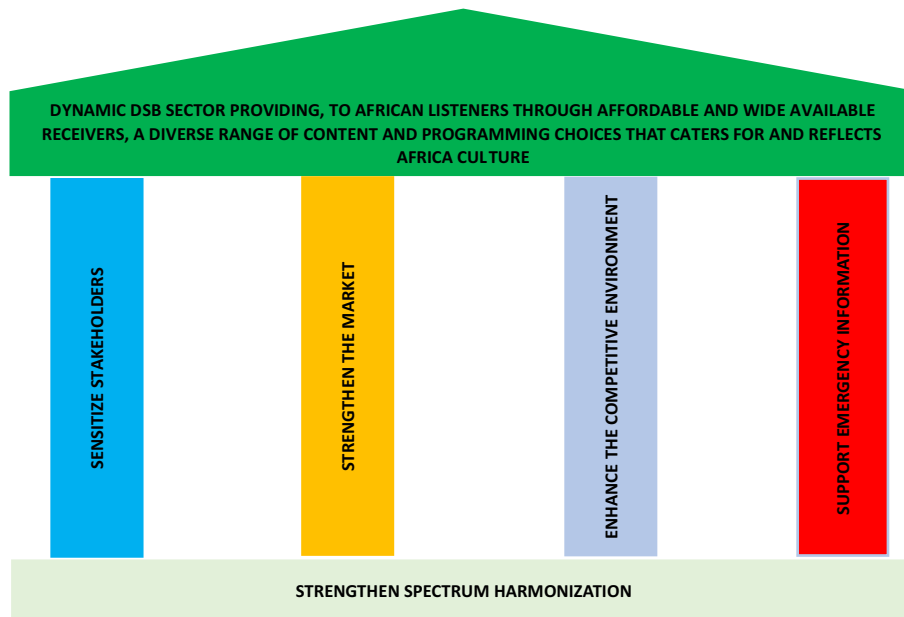 DYNAMIC DSB SECTOR PROVIDING, TO AFRICAN LISTENERS THROUGH AFFORDABLE AND WIDE AVAILABLE
RECEIVERS, A DIVERSE RANGE OF CONTENT AND PROGRAMMING CHOICES THAT CATERS FOR AND REFLECTS
AFRICA CULTURE
SENSITIZE STAKEHOLDERS
STRENGTHEN THE MARKET
ENHANCE THE COMPETITIVE ENVIRONMENT
SUPPORT EMERGENCY INFORMATION
STRENGTHEN SPECTRUM HARMONIZATION